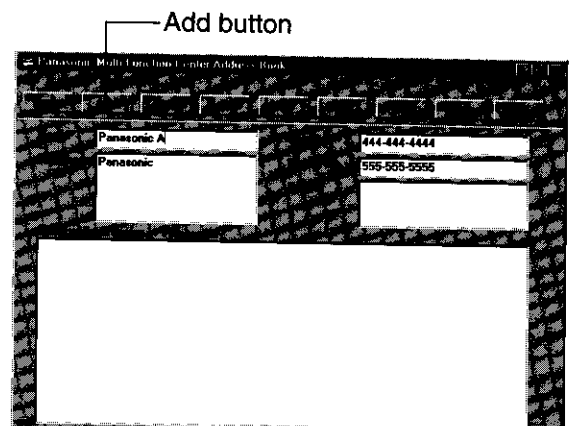 Add button
Panasonic Multi Function Center Address Book
Panasonic A
444-444-4444
Panasonic
555-555-5555